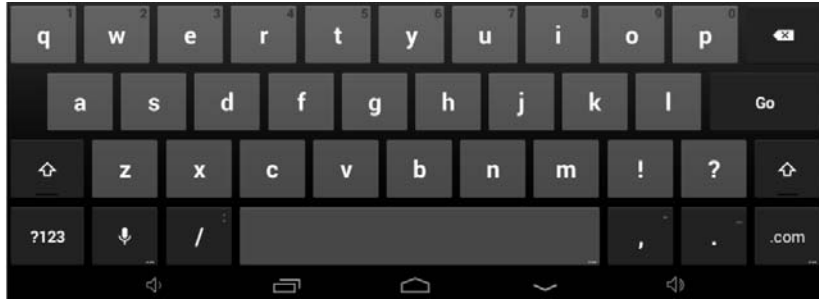 1 2 3 4 5 6 7 8 9 0
q w e r t y u i o p
a s d f g h j k l Go
z x c v b n m ! ?
?123 / : , - . _ .com